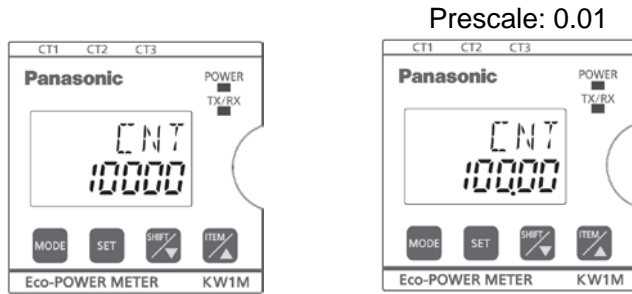 Prescale: 0.01
CT1 CT2 CT3
Panasonic
POWER
TX/RX
CNT
10000
MODE
SET
SHIFT/
ITEM/
Eco-POWER METER KW1M
CT1 CT2 CT3
Panasonic
POWER
TX/RX
CNT
100.00
MODE
SET
SHIFT/
ITEM/
Eco-POWER METER KW1M